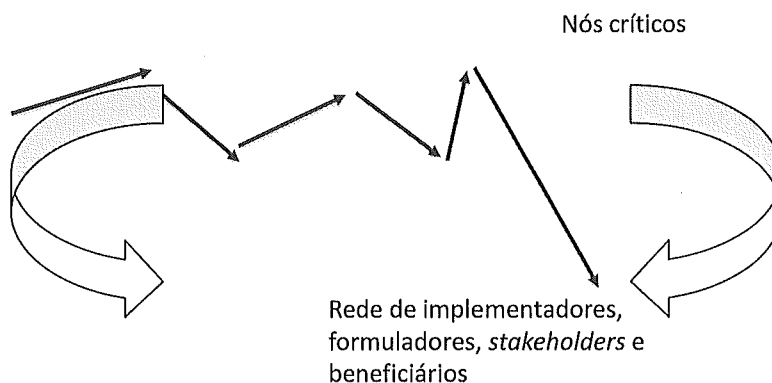 Nós críticos
Rede de implementadores,
formuladores, stakeholders e
beneficiários